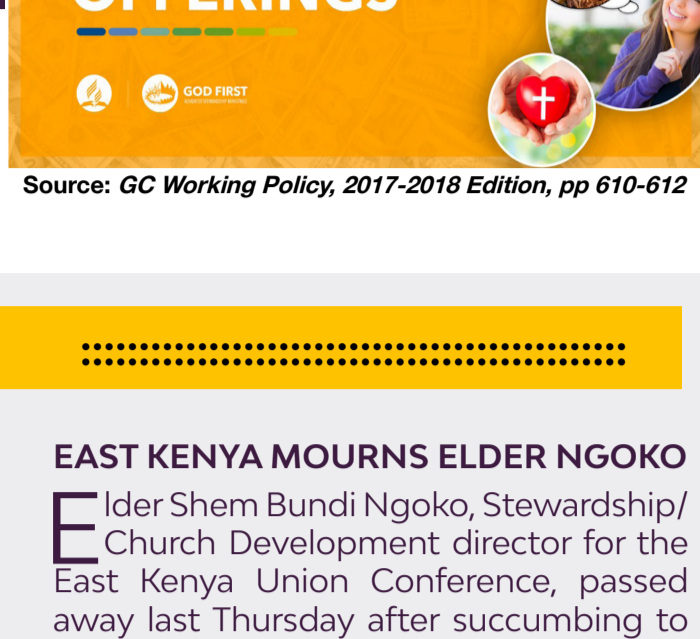 OFFERINGS
GOD FIRST
Source: GC Working Policy, 2017-2018 Edition, pp 610-612
EAST KENYA MOURNS ELDER NGOKO
Elder Shem Bundi Ngoko, Stewardship/
Church Development director for the
East Kenya Union Conference, passed
away last Thursday after succumbing to